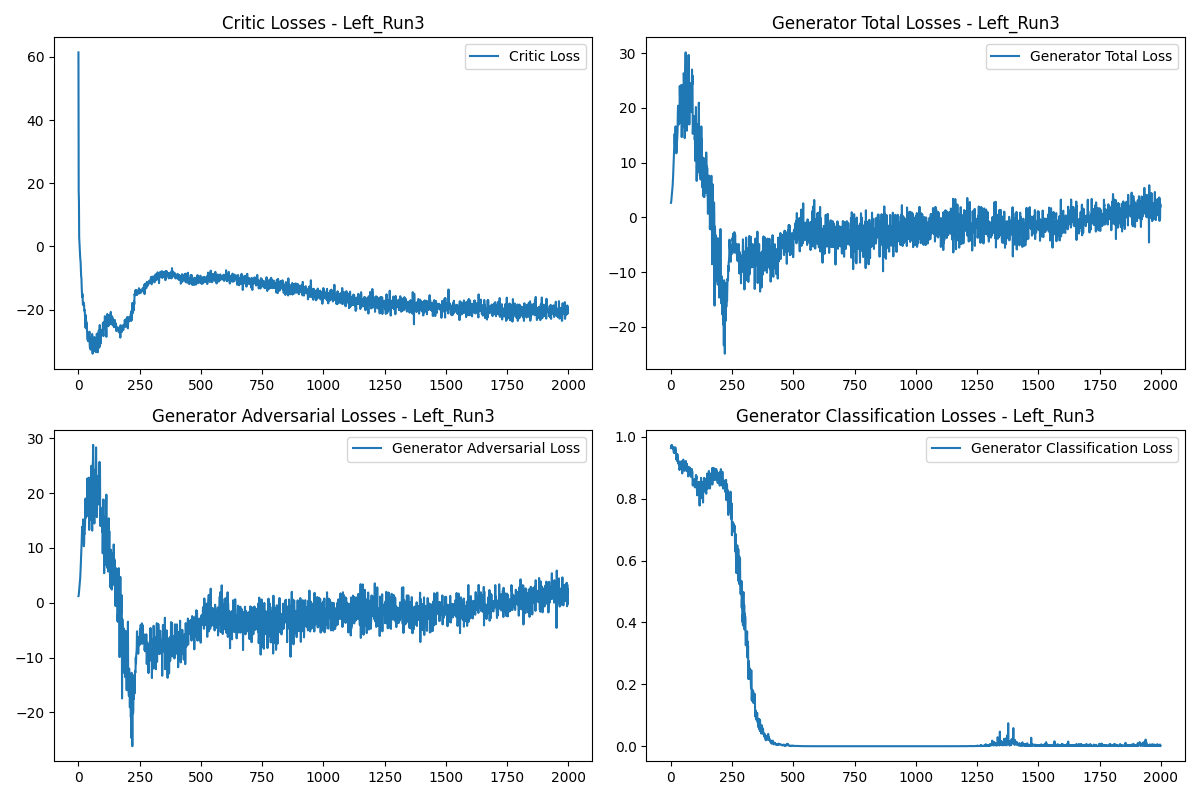 Critic Losses - Left_Run3
Critic Loss
60
40
20
0
−20
0 250 500 750 1000 1250 1500 1750 2000
Generator Total Losses - Left_Run3
Generator Total Loss
30
20
10
0
−10
−20
0 250 500 750 1000 1250 1500 1750 2000
Generator Adversarial Losses - Left_Run3
Generator Adversarial Loss
30
20
10
0
−10
−20
0 250 500 750 1000 1250 1500 1750 2000
Generator Classification Losses - Left_Run3
Generator Classification Loss
1.0
0.8
0.6
0.4
0.2
0.0
0 250 500 750 1000 1250 1500 1750 2000